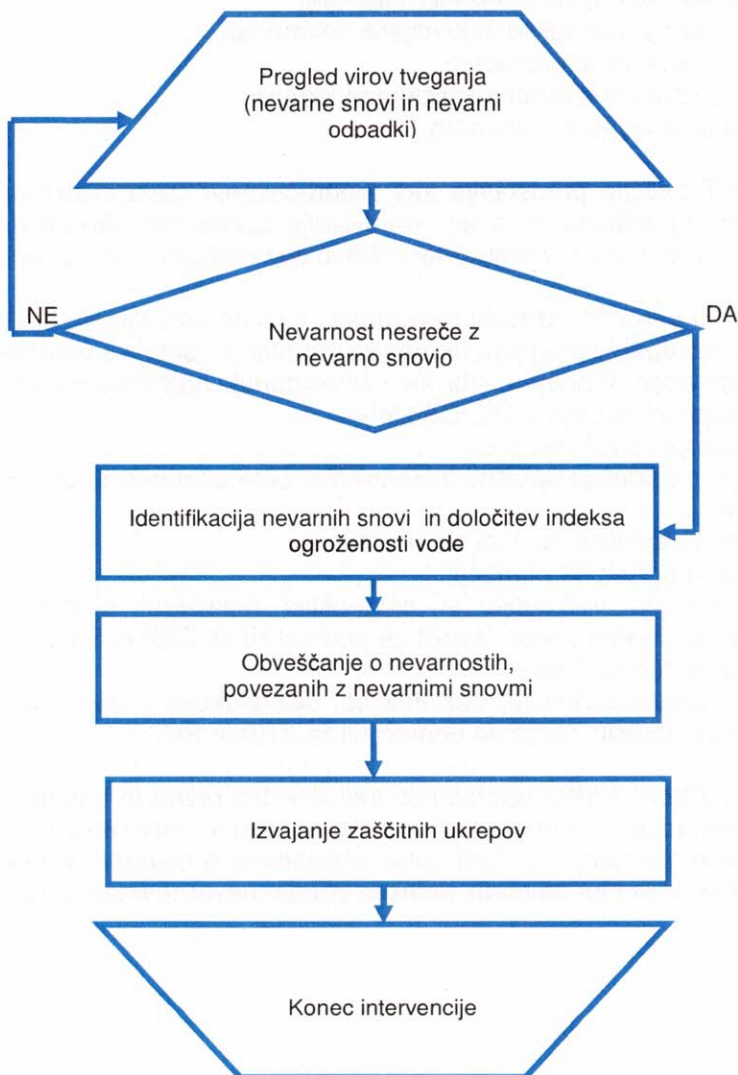 Pregled virov tveganja
(nevarne snovi in nevarni
odpadki)
NE
DA
Nevarnost nesreče z
nevarno snovjo
Identifikacija nevarnih snovi in določitev indeksa
ogroženosti vode
Obveščanje o nevarnostih,
povezanih z nevarnimi snovmi
Izvajanje zaščitnih ukrepov
Konec intervencije